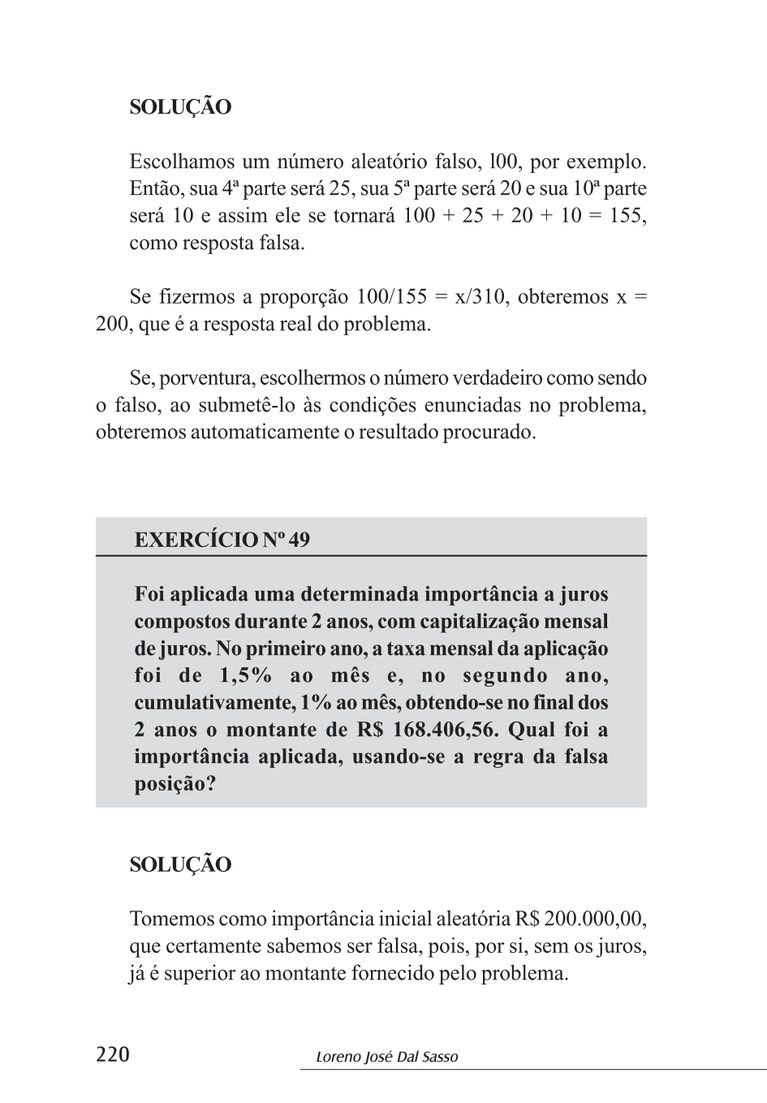 SOLUÇÃO
Escolhamos um número aleatório falso, l00, por exemplo.
Então, sua 4ª parte será 25, sua 5ª parte será 20 e sua 10ª parte
será 10 e assim ele se tornará 100 + 25 + 20 + 10 = 155,
como resposta falsa.
Se fizermos a proporção 100/155 = x/310, obteremos x =
200, que é a resposta real do problema.
Se, porventura, escolhermos o número verdadeiro como sendo
o falso, ao submetê-lo às condições enunciadas no problema,
obteremos automaticamente o resultado procurado.
EXERCÍCIO Nº 49
Foi aplicada uma determinada importância a juros
compostos durante 2 anos, com capitalização mensal
de juros. No primeiro ano, a taxa mensal da aplicação
foi de 1,5% ao mês e, no segundo ano,
cumulativamente, 1% ao mês, obtendo-se no final dos
2 anos o montante de R$ 168.406,56. Qual foi a
importância aplicada, usando-se a regra da falsa
posição?
SOLUÇÃO
Tomemos como importância inicial aleatória R$ 200.000,00,
que certamente sabemos ser falsa, pois, por si, sem os juros,
já é superior ao montante fornecido pelo problema.
220 Loreno José Dal Sasso